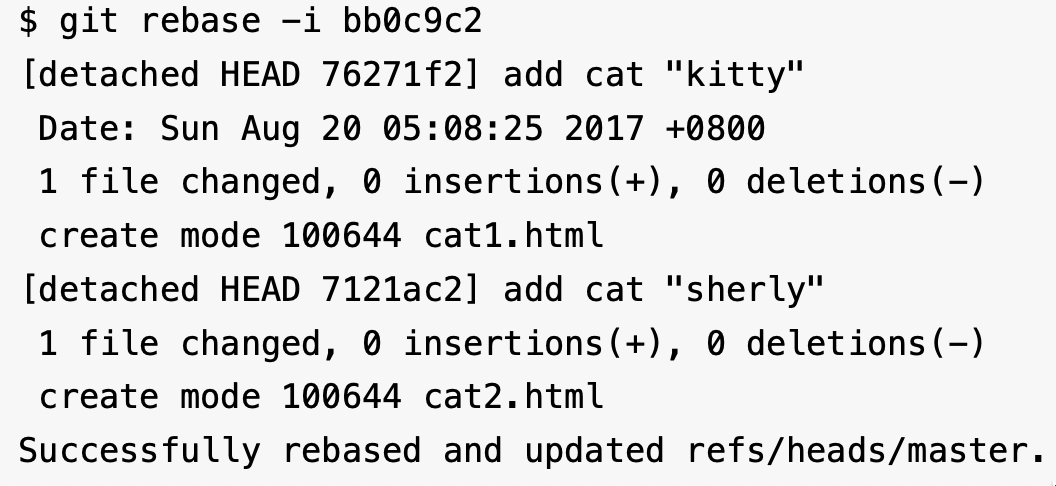 $ git rebase -i bb0c9c2
[detached HEAD 76271f2] add cat "kitty"
 Date: Sun Aug 20 05:08:25 2017 +0800
 1 file changed, 0 insertions(+), 0 deletions(-)
 create mode 100644 cat1.html
[detached HEAD 7121ac2] add cat "sherly"
 1 file changed, 0 insertions(+), 0 deletions(-)
 create mode 100644 cat2.html
Successfully rebased and updated refs/heads/master.